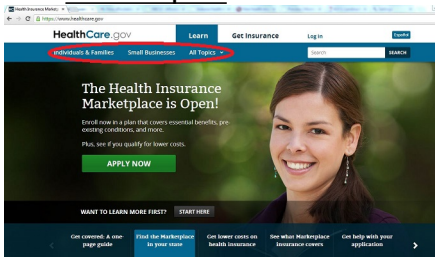 Health Insurance Markets
https://www.healthcare.gov
HealthCare.gov
Learn
Get Insurance
Log in
Español
Individuals & Families
Small Businesses
All Topics
Search
SEARCH
The Health Insurance
Marketplace is Open!
Enroll now in a plan that covers essential benefits, pre-
existing conditions, and more.
Plus, see if you qualify for lower costs.
APPLY NOW
WANT TO LEARN MORE FIRST?
START HERE
Get covered: A one-
page guide
Find the Marketplace
in your state
Get lower costs on
health insurance
See what Marketplace
insurance covers
Get help with your
application